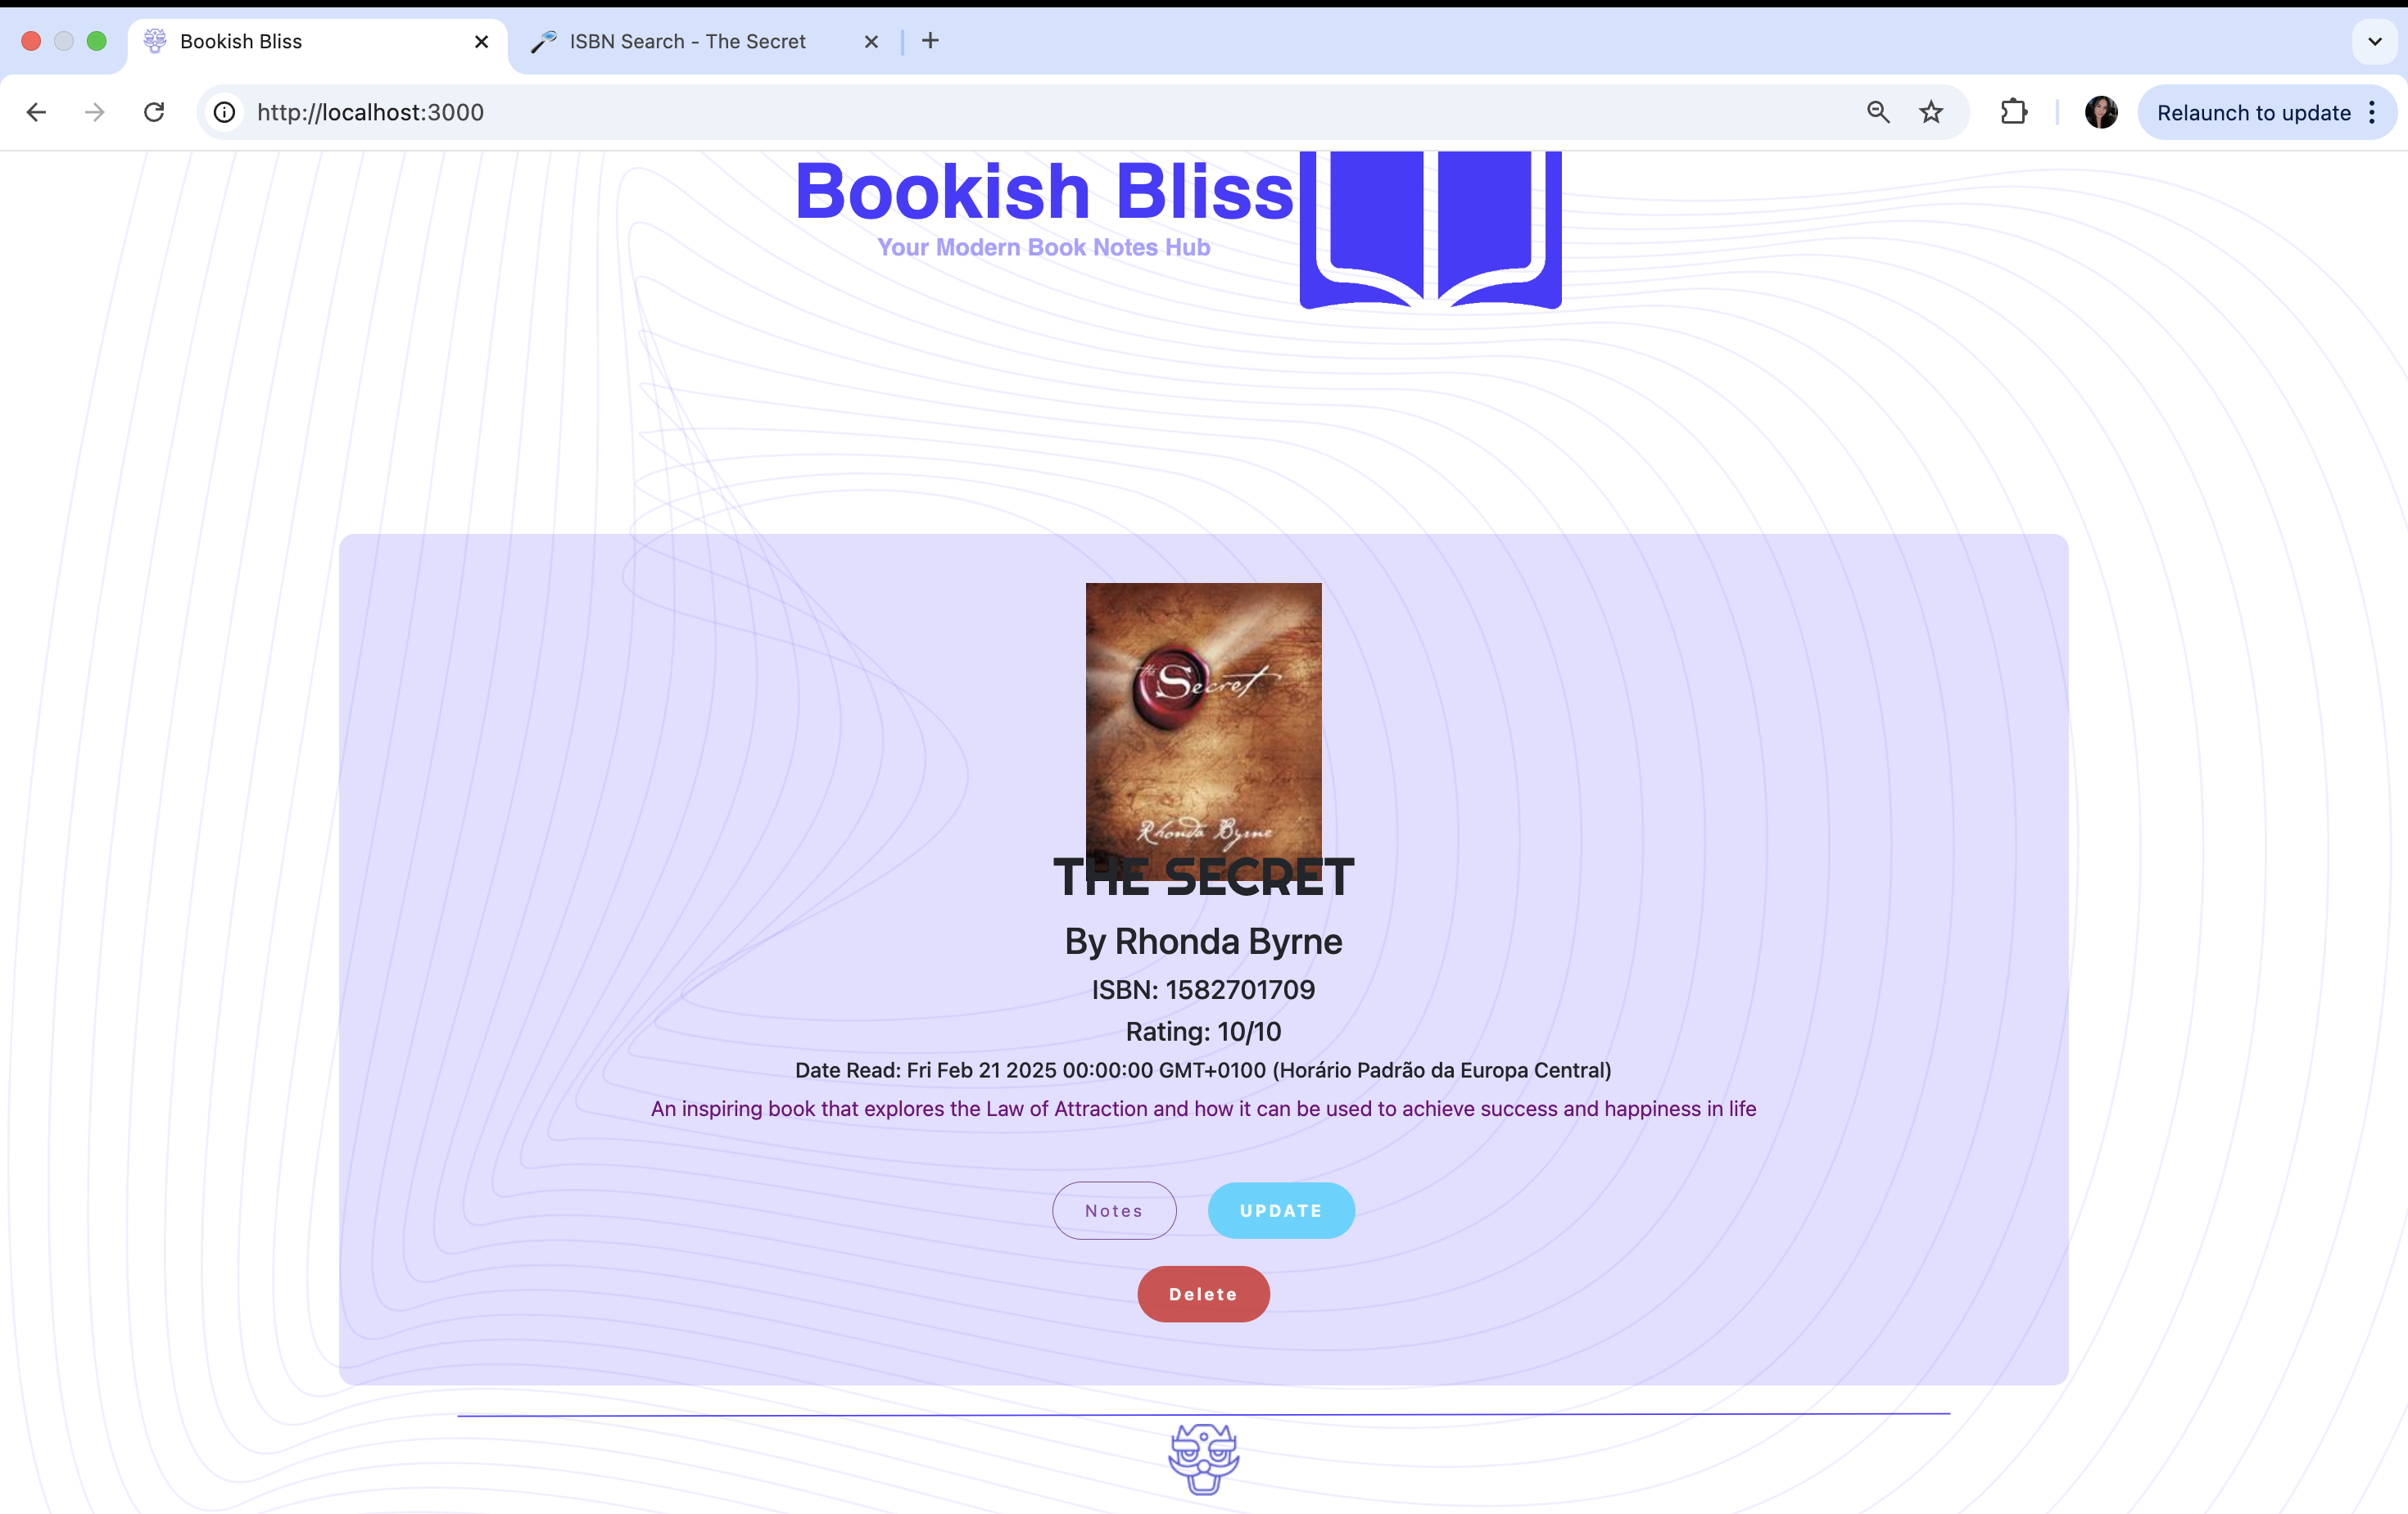 Bookish Bliss
ISBN Search - The Secret
http://localhost:3000
Relaunch to update
Bookish Bliss
Your Modern Book Notes Hub
the Secret
Rhonda Byrne
THE SECRET
By Rhonda Byrne
ISBN: 1582701709
Rating: 10/10
Date Read: Fri Feb 21 2025 00:00:00 GMT+0100 (Horário Padrão da Europa Central)
An inspiring book that explores the Law of Attraction and how it can be used to achieve success and happiness in life
Notes
UPDATE
Delete